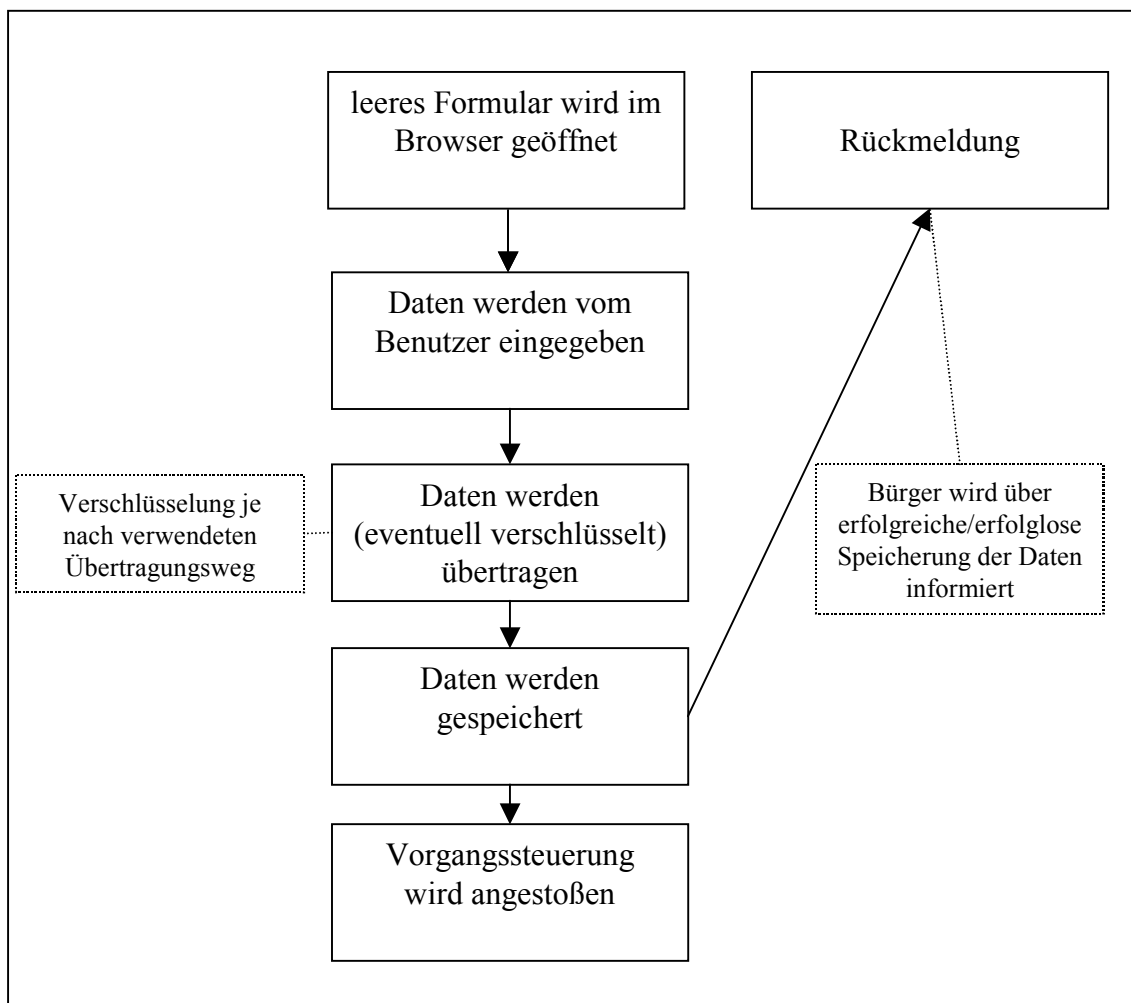 leeres Formular wird im
Browser geöffnet
Rückmeldung
Daten werden vom
Benutzer eingegeben
Verschlüsselung je
nach verwendeten
Übertragungsweg
Daten werden
(eventuell verschlüsselt)
übertragen
Bürger wird über
erfolgreiche/erfolglose
Speicherung der Daten
informiert
Daten werden
gespeichert
Vorgangssteuerung
wird angestoßen